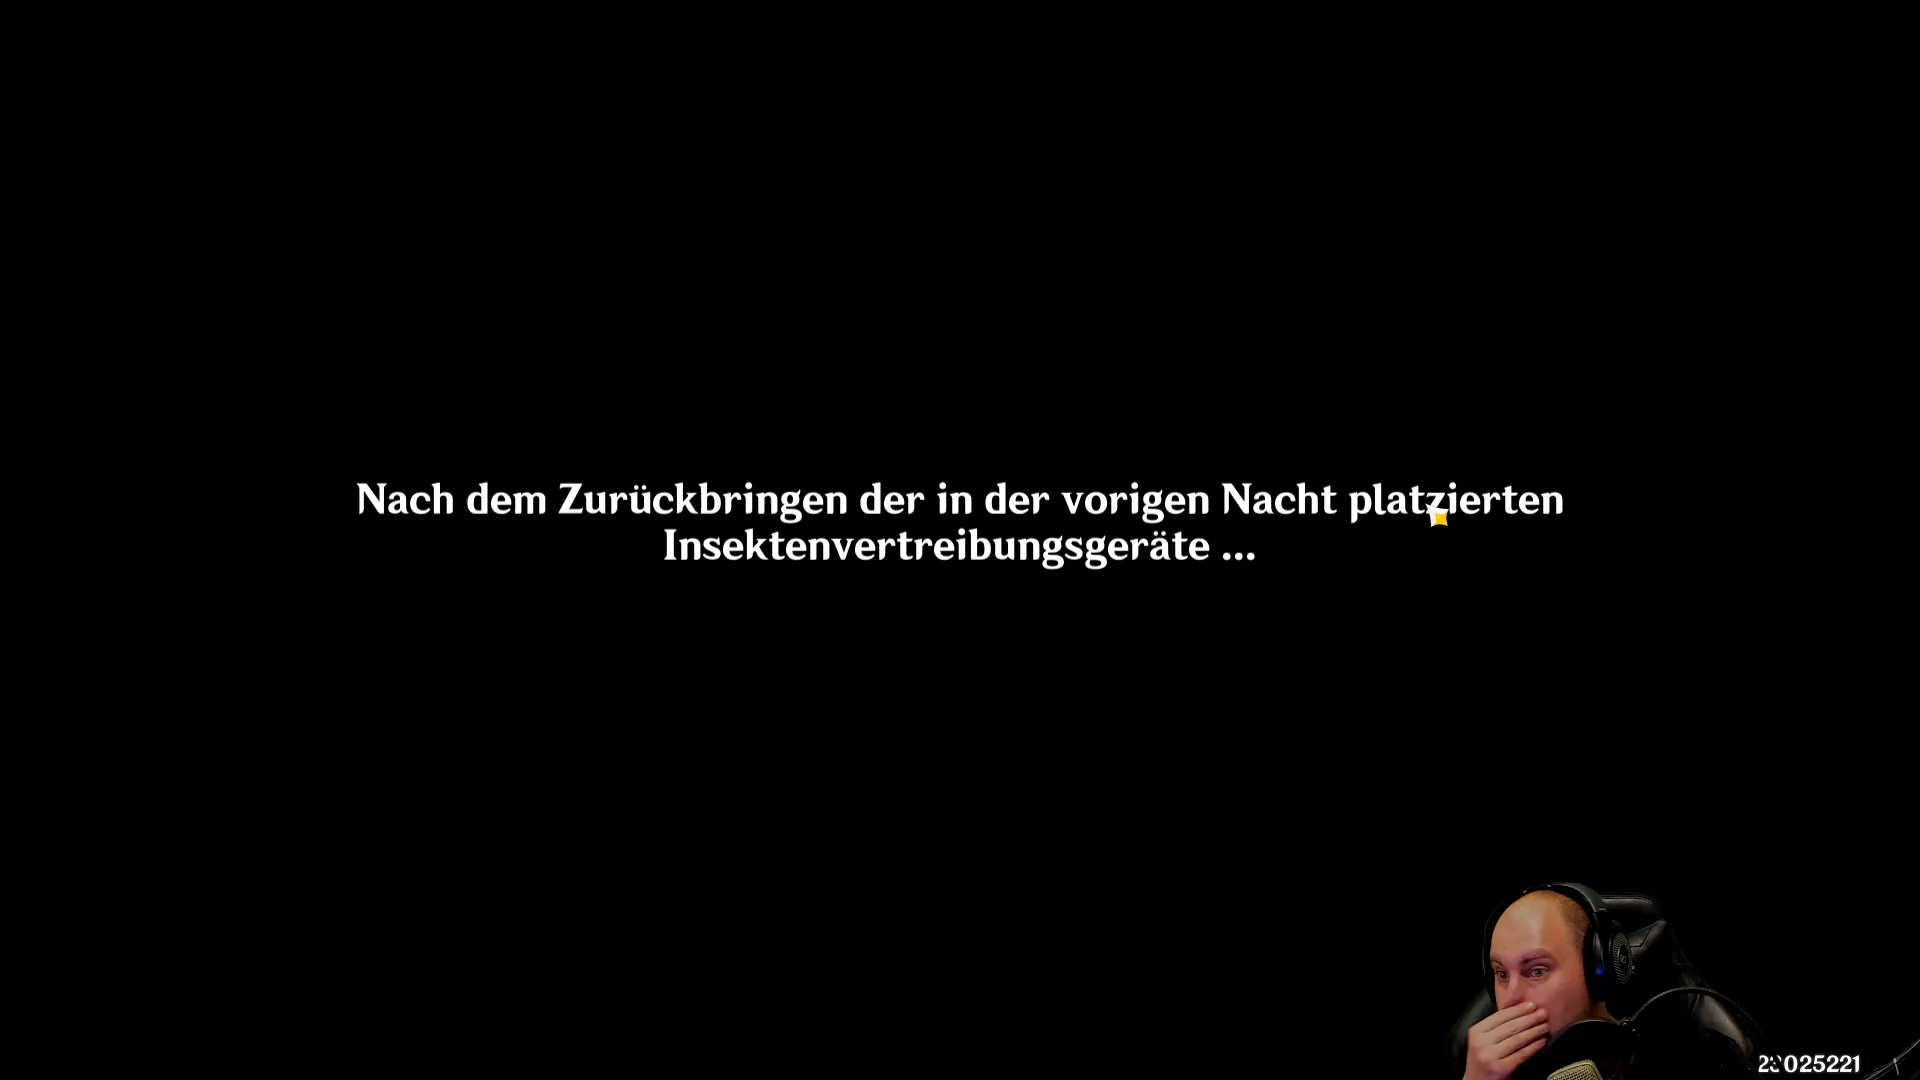 Nach dem Zurückbringen der in der vorigen Nacht platzierten
Insektenvertreibungsgeräte ...